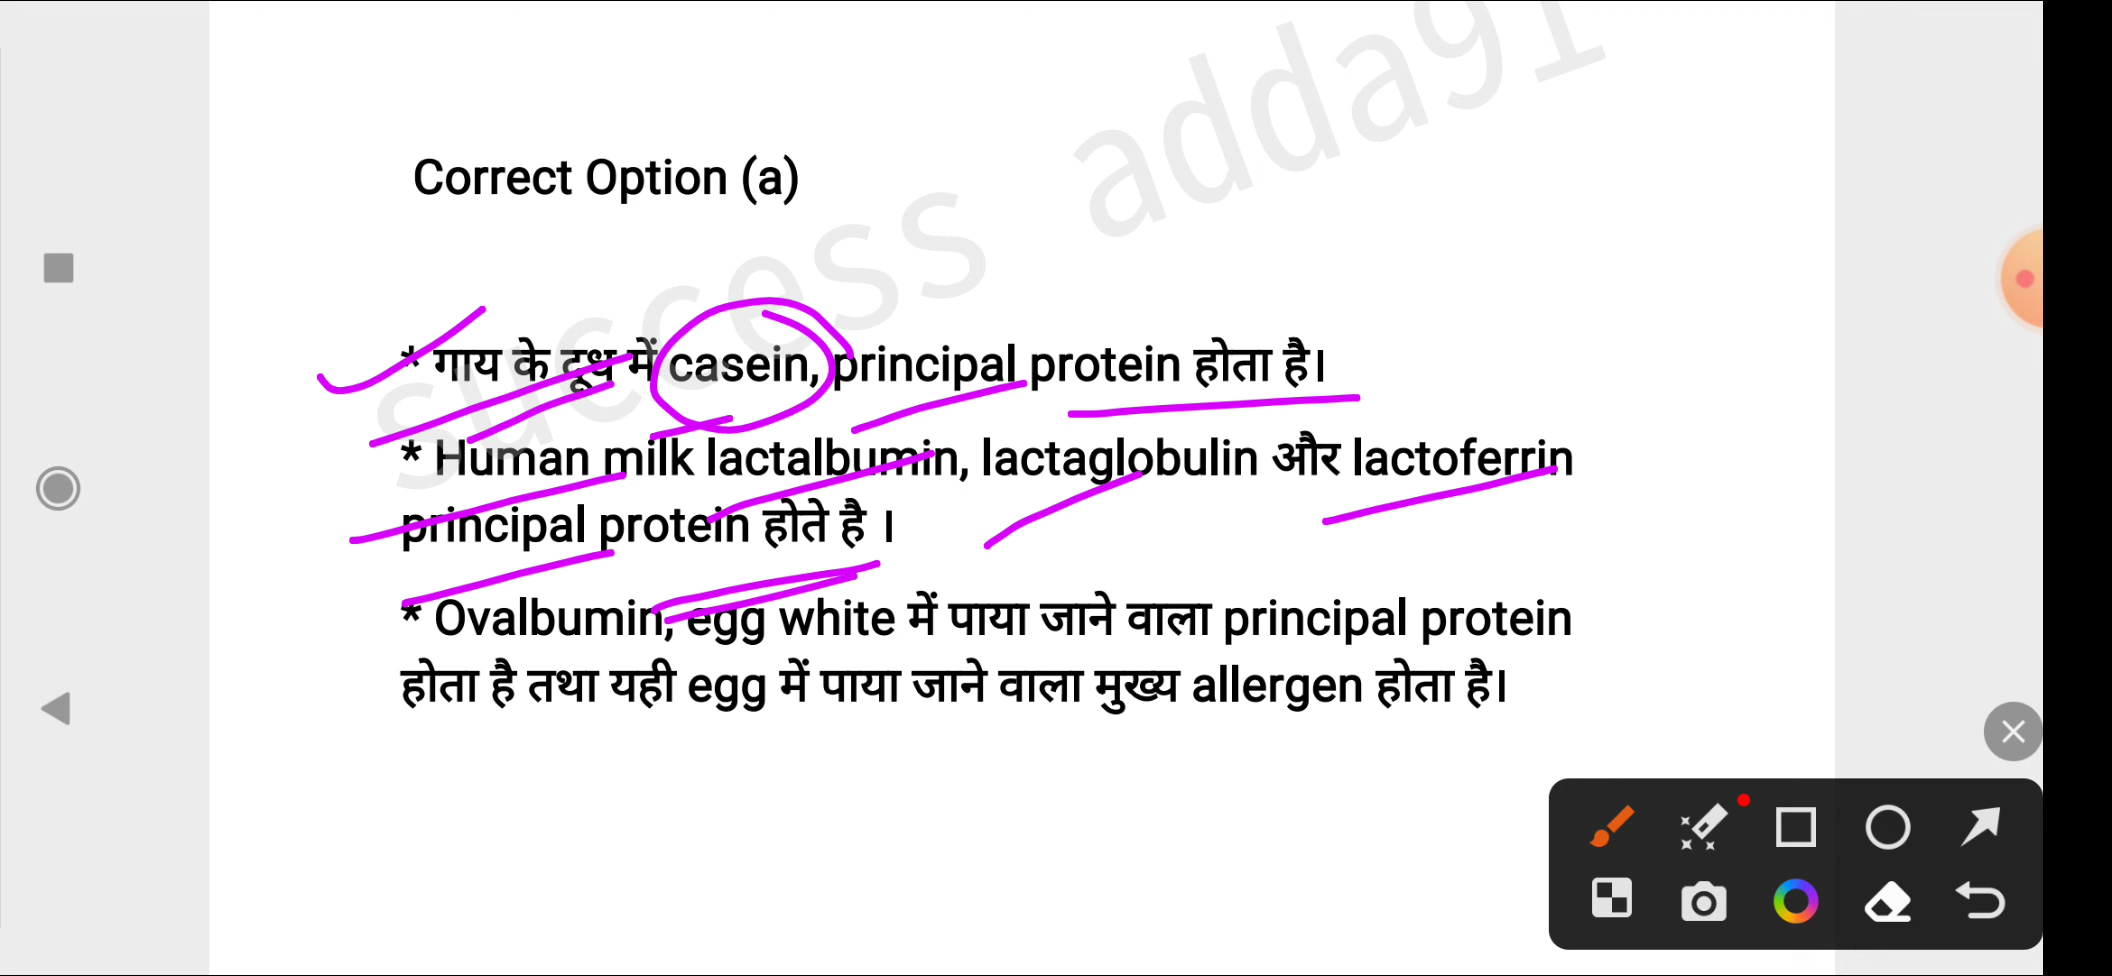 success adda91
Correct Option (a)
* गाय के दूध में casein, principal protein होता है।
* Human milk lactalbumin, lactaglobulin और lactoferrin
principal protein होते है ।
* Ovalbumin, egg white में पाया जाने वाला principal protein
होता है तथा यही egg में पाया जाने वाला मुख्य allergen होता है।